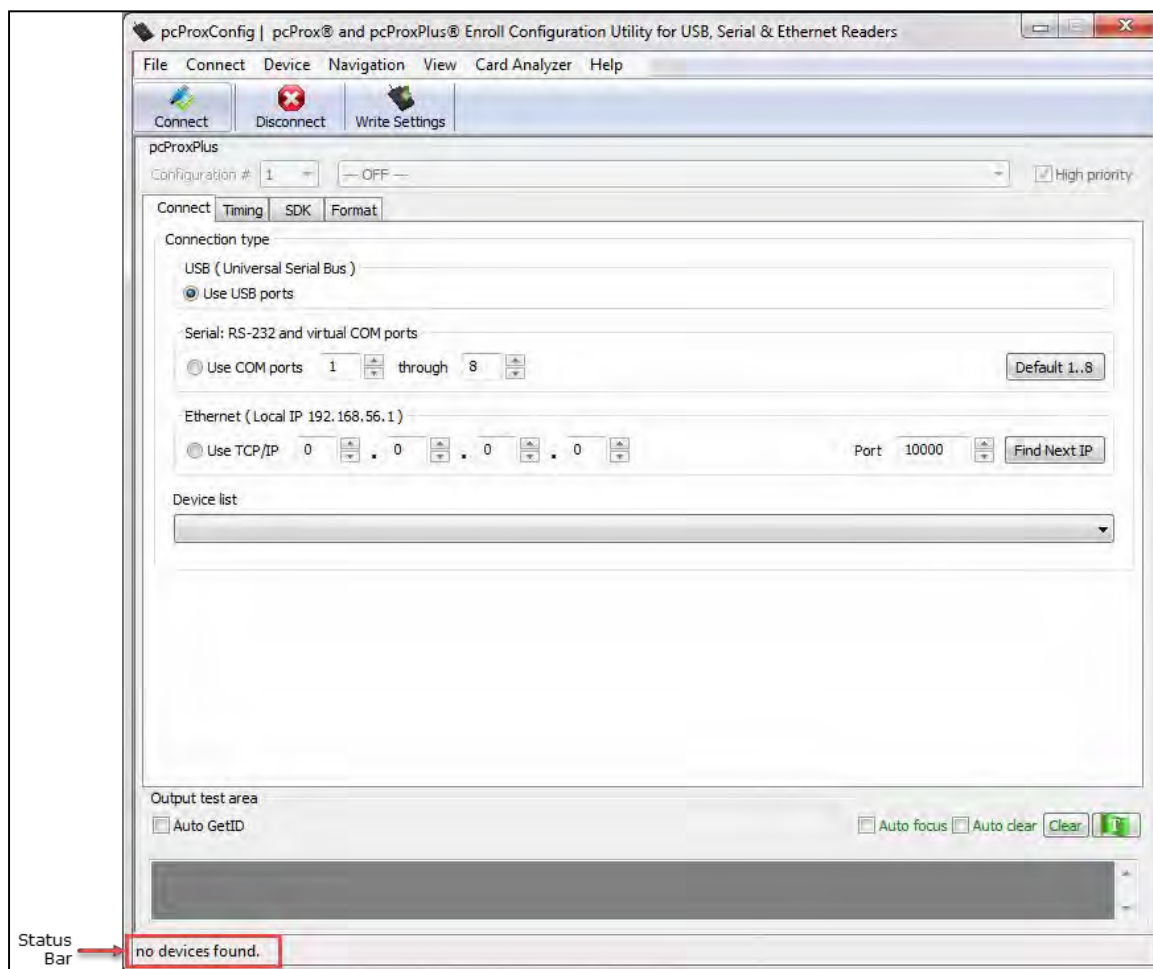 pcProxConfig | pcProx® and pcProxPlus® Enroll Configuration Utility for USB, Serial & Ethernet Readers
File Connect Device Navigation View Card Analyzer Help
Connect Disconnect Write Settings
pcProxPlus
Configuration # 1 --- OFF --- High priority
Connect Timing SDK Format
Connection type
USB ( Universal Serial Bus )
Use USB ports
Serial: RS-232 and virtual COM ports
Use COM ports 1 through 8 Default 1..8
Ethernet ( Local IP 192.168.56.1 )
Use TCP/IP 0 . 0 . 0 . 0 Port 10000 Find Next IP
Device list
Output test area
Auto GetID Auto focus Auto clear Clear T
Status
Bar
no devices found.